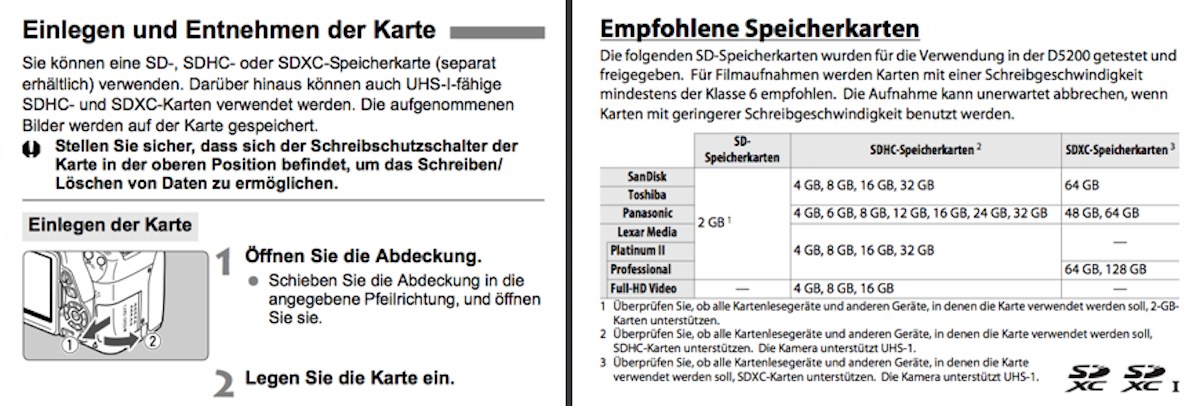 Einlegen und Entnehmen der Karte
Sie können eine SD-, SDHC- oder SDXC-Speicherkarte (separat
erhältlich) verwenden. Darüber hinaus können auch UHS-I-fähige
SDHC- und SDXC-Karten verwendet werden. Die aufgenommenen
Bilder werden auf der Karte gespeichert.
Stellen Sie sicher, dass sich der Schreibschutzschalter der
Karte in der oberen Position befindet, um das Schreiben/
Löschen von Daten zu ermöglichen.
Einlegen der Karte
1 Öffnen Sie die Abdeckung.
● Schieben Sie die Abdeckung in die
angegebene Pfeilrichtung, und öffnen
Sie sie.
① ②
2 Legen Sie die Karte ein.
Empfohlene Speicherkarten
Die folgenden SD-Speicherkarten wurden für die Verwendung in der D5200 getestet und
freigegeben. Für Filmaufnahmen werden Karten mit einer Schreibgeschwindigkeit
mindestens der Klasse 6 empfohlen. Die Aufnahme kann unerwartet abbrechen, wenn
Karten mit geringerer Schreibgeschwindigkeit benutzt werden.
SD-
Speicherkarten
SDHC-Speicherkarten 2
SDXC-Speicherkarten 3
SanDisk
Toshiba
4 GB, 8 GB, 16 GB, 32 GB
64 GB
Panasonic
2 GB 1
4 GB, 6 GB, 8 GB, 12 GB, 16 GB, 24 GB, 32 GB
48 GB, 64 GB
Lexar Media
Platinum II
4 GB, 8 GB, 16 GB, 32 GB
—
Professional
64 GB, 128 GB
Full-HD Video
—
4 GB, 8 GB, 16 GB
1 Überprüfen Sie, ob alle Kartenlesegeräte und anderen Geräte, in denen die Karte verwendet werden soll, 2-GB-
Karten unterstützen.
2 Überprüfen Sie, ob alle Kartenlesegeräte und anderen Geräte, in denen die Karte verwendet werden soll,
SDHC-Karten unterstützen. Die Kamera unterstützt UHS-1.
3 Überprüfen Sie, ob alle Kartenlesegeräte und anderen Geräte, in denen die Karte
verwendet werden soll, SDXC-Karten unterstützen. Die Kamera unterstützt UHS-1.
SD XC SD XC I